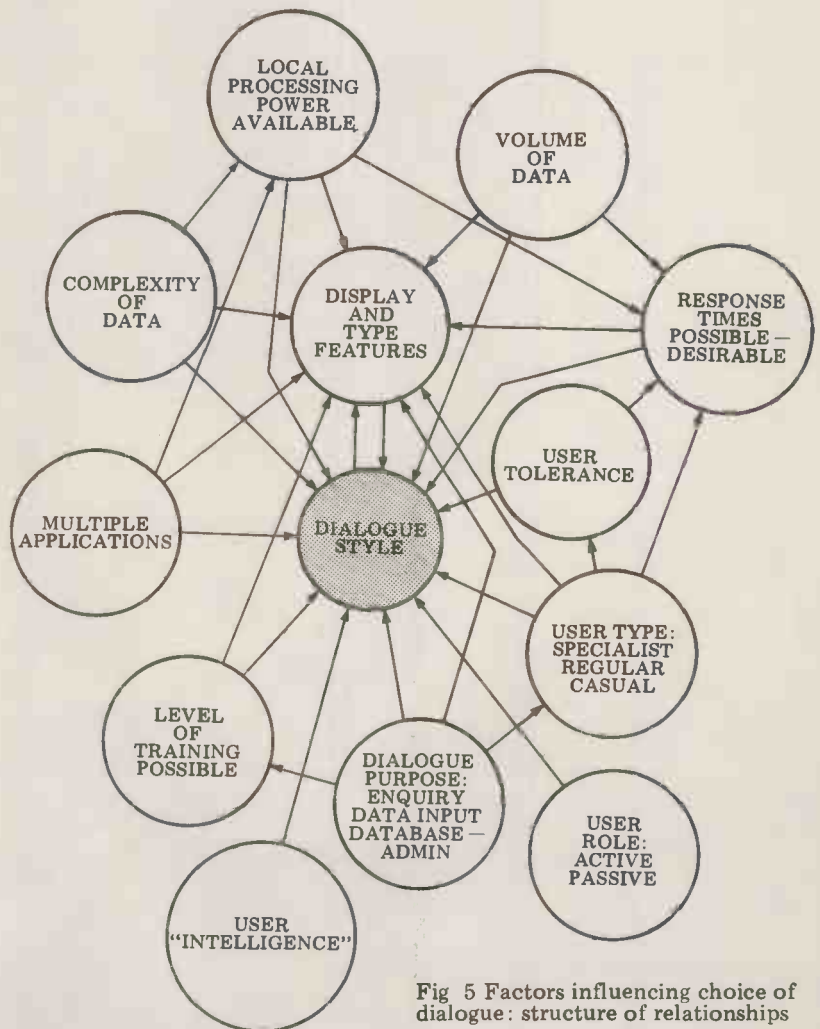 LOCAL
PROCESSING
POWER
AVAILABLE
VOLUME
OF
DATA
COMPLEXITY
OF
DATA
DISPLAY
AND
TYPE
FEATURES
RESPONSE
TIMES
POSSIBLE —
DESIRABLE
USER
TOLERANCE
MULTIPLE
APPLICATIONS
DIALOGUE
STYLE
USER TYPE:
SPECIALIST
REGULAR
CASUAL
LEVEL
OF
TRAINING
POSSIBLE
DIALOGUE
PURPOSE:
ENQUIRY
DATA INPUT
DATABASE —
ADMIN
USER
ROLE:
ACTIVE
PASSIVE
USER
"INTELLIGENCE"
Fig 5 Factors influencing choice of
dialogue: structure of relationships